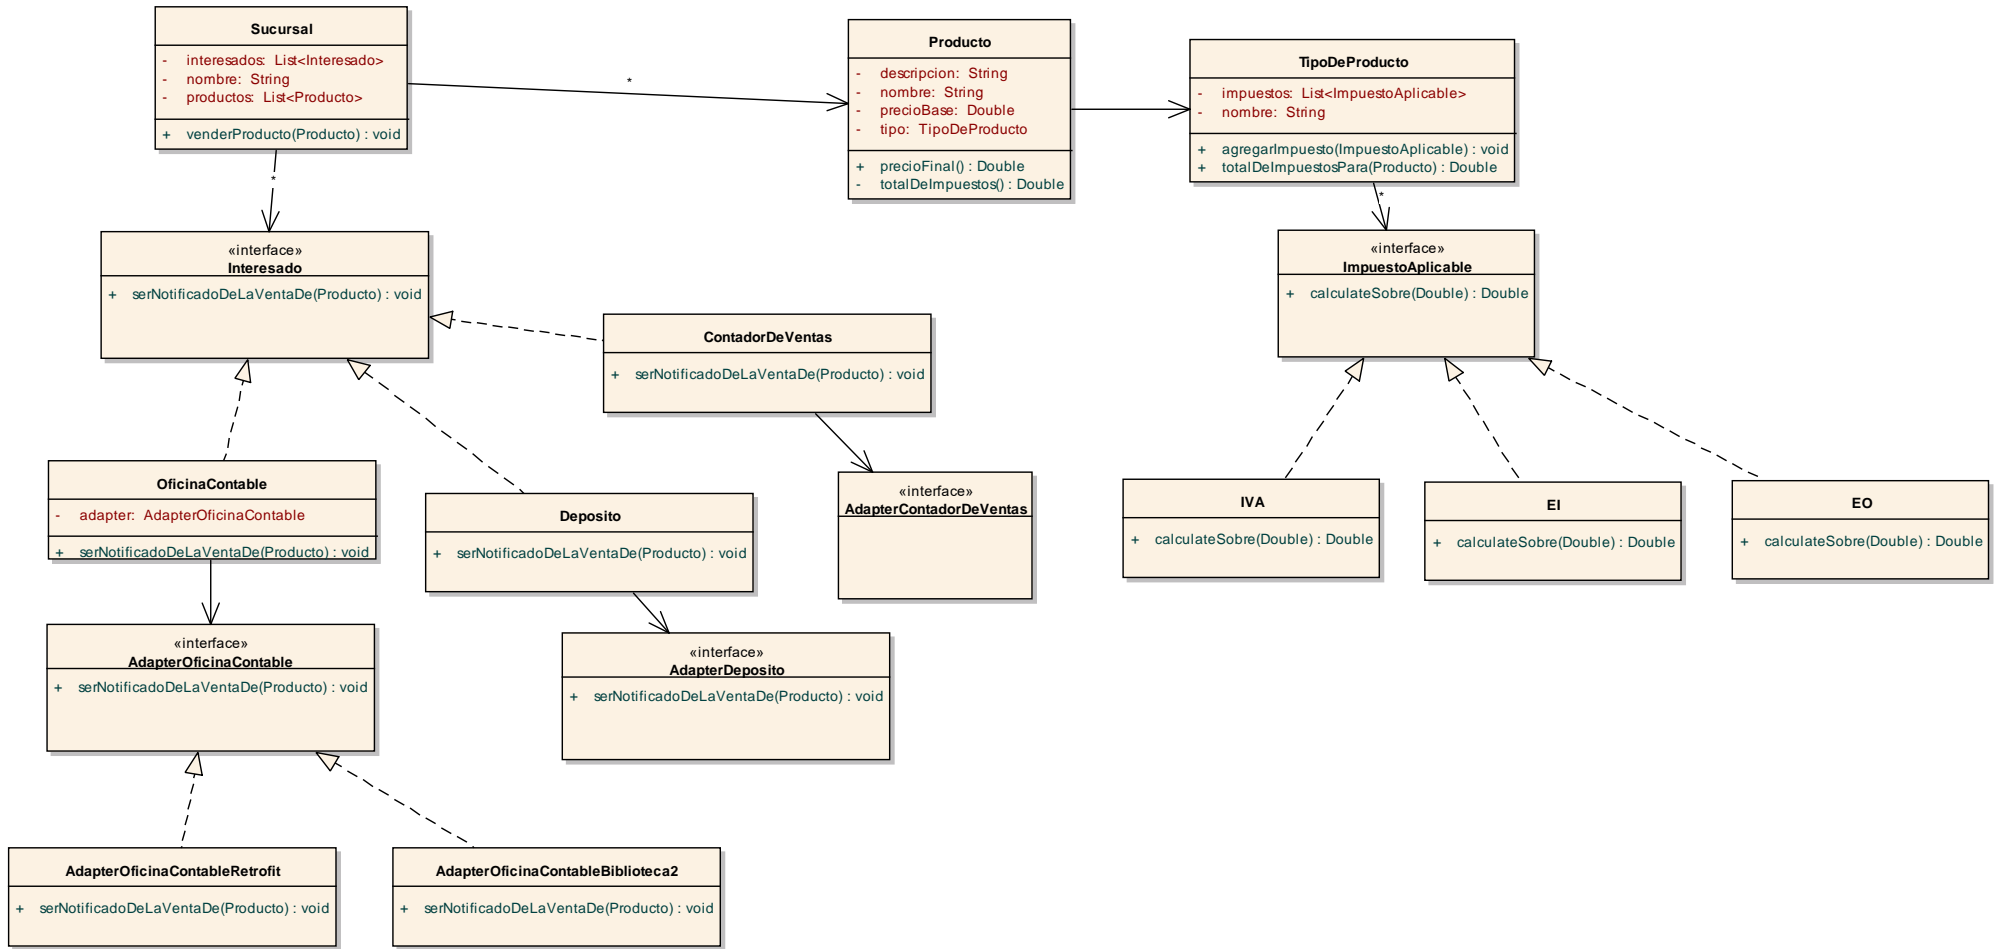 Sucursal
- interesados: List<Interesado>
- nombre: String
- productos: List<Producto>
+ venderProducto(Producto) : void
*
*
Producto
- descripcion: String
- nombre: String
- precioBase: Double
- tipo: TipoDeProducto
+ precioFinal() : Double
- totalDeImpuestos() : Double
TipoDeProducto
- impuestos: List<ImpuestoAplicable>
- nombre: String
+ agregarImpuesto(ImpuestoAplicable) : void
+ totalDeImpuestosPara(Producto) : Double
*
«interface»
Interesado
+ serNotificadoDeLaVentaDe(Producto) : void
«interface»
ImpuestoAplicable
+ calculateSobre(Double) : Double
ContadorDeVentas
+ serNotificadoDeLaVentaDe(Producto) : void
OficinaContable
- adapter: AdapterOficinaContable
+ serNotificadoDeLaVentaDe(Producto) : void
Deposito
+ serNotificadoDeLaVentaDe(Producto) : void
«interface»
AdapterContadorDeVentas
IVA
+ calculateSobre(Double) : Double
EI
+ calculateSobre(Double) : Double
EO
+ calculateSobre(Double) : Double
«interface»
AdapterOficinaContable
+ serNotificadoDeLaVentaDe(Producto) : void
«interface»
AdapterDeposito
+ serNotificadoDeLaVentaDe(Producto) : void
AdapterOficinaContableRetrofit
+ serNotificadoDeLaVentaDe(Producto) : void
AdapterOficinaContableBiblioteca2
+ serNotificadoDeLaVentaDe(Producto) : void